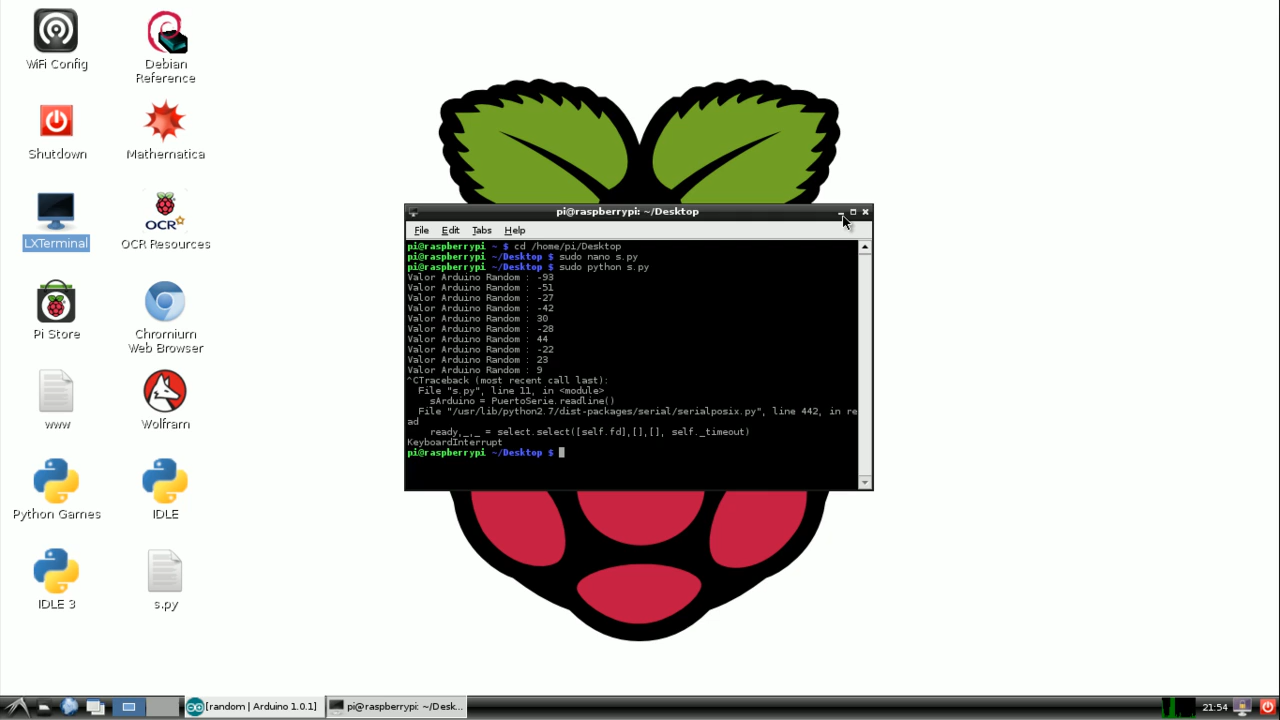 WiFi Config
Debian
Reference
Shutdown
Mathematica
LXTerminal
OCR
OCR Resources
Pi Store
Chromium
Web Browser
www
Wolfram
Python Games
IDLE
IDLE 3
s.py
pi@raspberrypi: ~/Desktop
File Edit Tabs Help
pi@raspberrypi ~ $ cd /home/pi/Desktop
pi@raspberrypi ~/Desktop $ sudo nano s.py
pi@raspberrypi ~/Desktop $ sudo python s.py
Valor Arduino Random : -93
Valor Arduino Random : -51
Valor Arduino Random : -27
Valor Arduino Random : -42
Valor Arduino Random : 30
Valor Arduino Random : -28
Valor Arduino Random : 44
Valor Arduino Random : -22
Valor Arduino Random : 23
Valor Arduino Random : 9
^CTraceback (most recent call last):
File "s.py", line 11, in <module>
sArduino = PuertoSerie.readline()
File "/usr/lib/python2.7/dist-packages/serial/serialposix.py", line 442, in re
ad
ready,_,_ = select.select([self.fd],[],[], self._timeout)
KeyboardInterrupt
pi@raspberrypi ~/Desktop $
[random | Arduino 1.0.1]
pi@raspberrypi: ~/Desk...
21:54